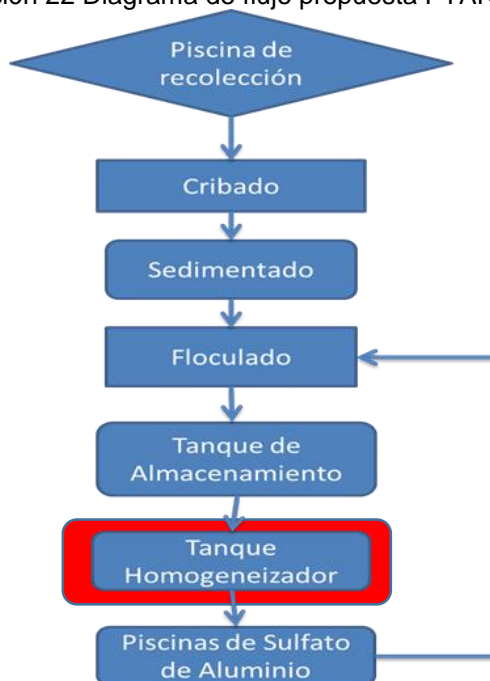 22 Diagrama de flujo propuesta
Piscina de
recolección
Cribado
Sedimentado
Floculado
Tanque de
Almacenamiento
Tanque
Homogeneizador
Piscinas de Sulfato
de Aluminio